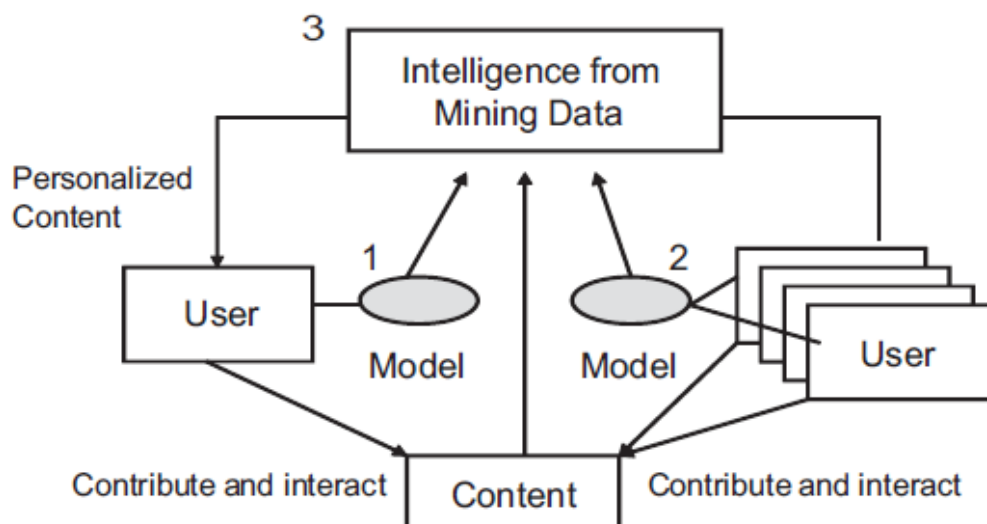 3
Intelligence from
Mining Data
Personalized
Content
1
2
User
Model
Model
User
Contribute and interact
Content
Contribute and interact